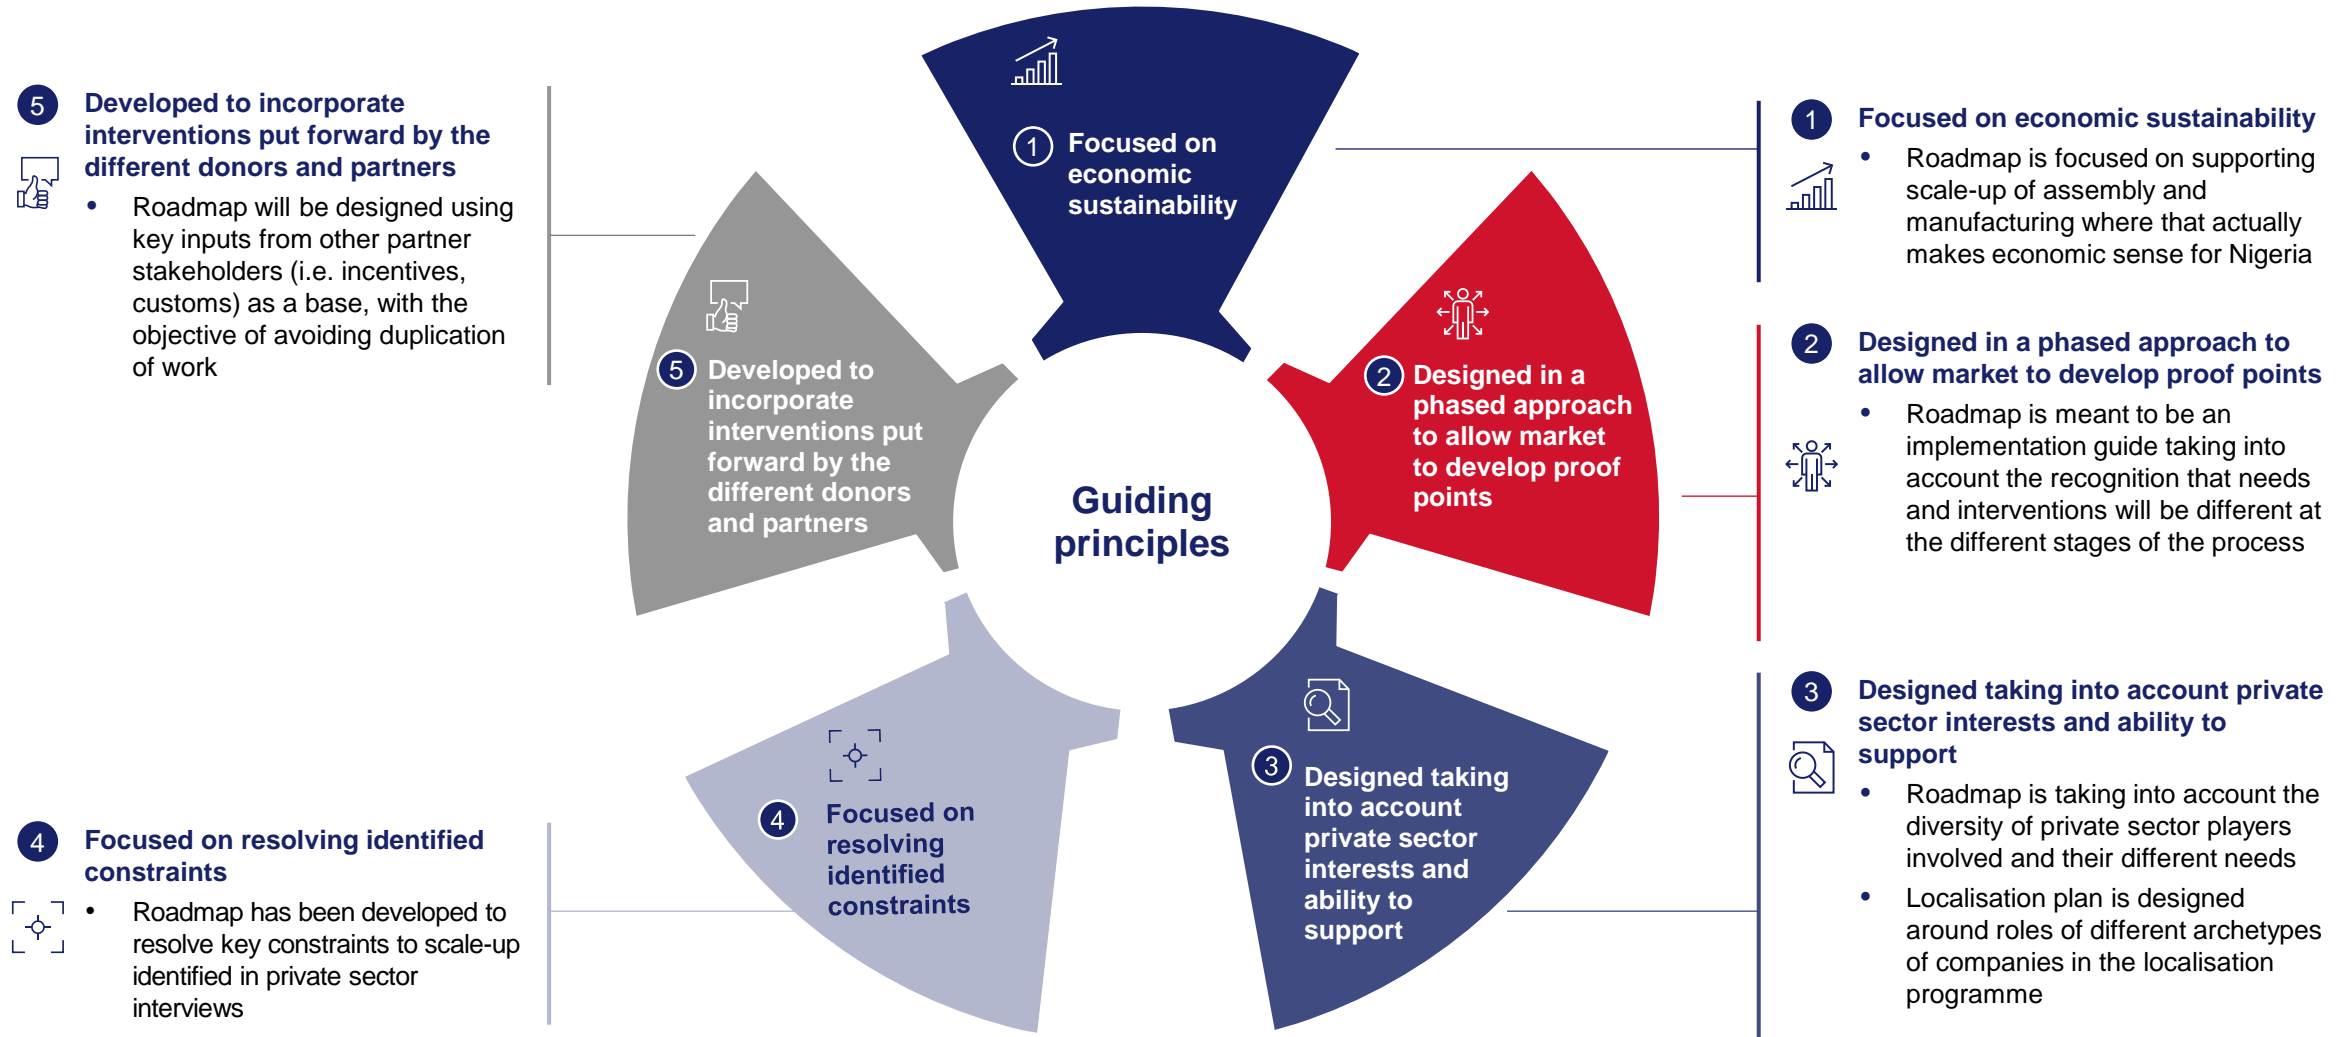 5
Developed to incorporate
interventions put forward by the
different donors and partners
• Roadmap will be designed using
key inputs from other partner
stakeholders (i.e. incentives,
customs) as a base, with the
objective of avoiding duplication
of work
4
Focused on resolving identified
constraints
• Roadmap has been developed to
resolve key constraints to scale-up
identified in private sector
interviews
1
Focused on
economic
sustainability
2
Designed in a
phased approach
to allow market
to develop proof
points
3
Designed taking
into account
private sector
interests and
ability to
support
4
Focused on
resolving
identified
constraints
5
Developed to
incorporate
interventions put
forward by the
different donors
and partners
Guiding
principles
1
Focused on economic sustainability
• Roadmap is focused on supporting
scale-up of assembly and
manufacturing where that actually
makes economic sense for Nigeria
2
Designed in a phased approach to
allow market to develop proof points
• Roadmap is meant to be an
implementation guide taking into
account the recognition that needs
and interventions will be different at
the different stages of the process
3
Designed taking into account private
sector interests and ability to
support
• Roadmap is taking into account the
diversity of private sector players
involved and their different needs
• Localisation plan is designed
around roles of different archetypes
of companies in the localisation
programme